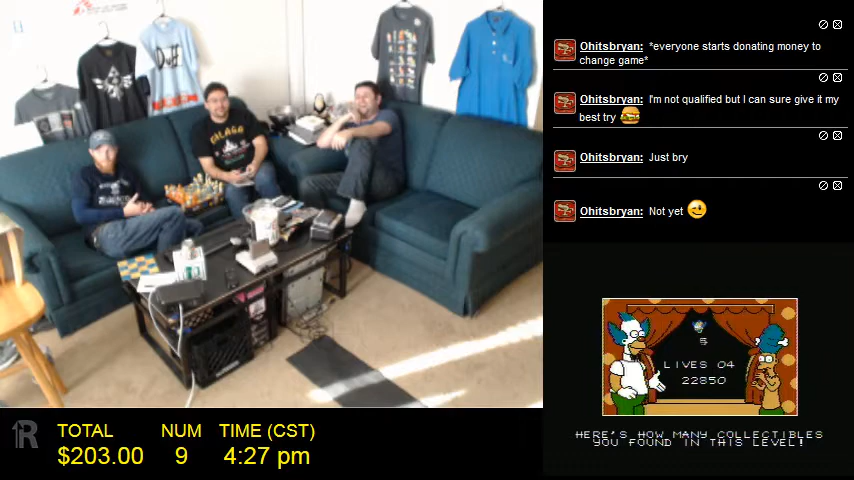 Ohitsbryan: *everyone starts donating money to
change game*
Ohitsbryan: I'm not qualified but I can sure give it my
best try
Ohitsbryan: Just bry
Ohitsbryan: Not yet
DUFF
GALAGA
5
LIVES 04
22850
HERE'S HOW MANY COLLECTIBLES
YOU FOUND IN THIS LEVEL!
R
TOTAL NUM TIME (CST)
$203.00 9 4:27 pm